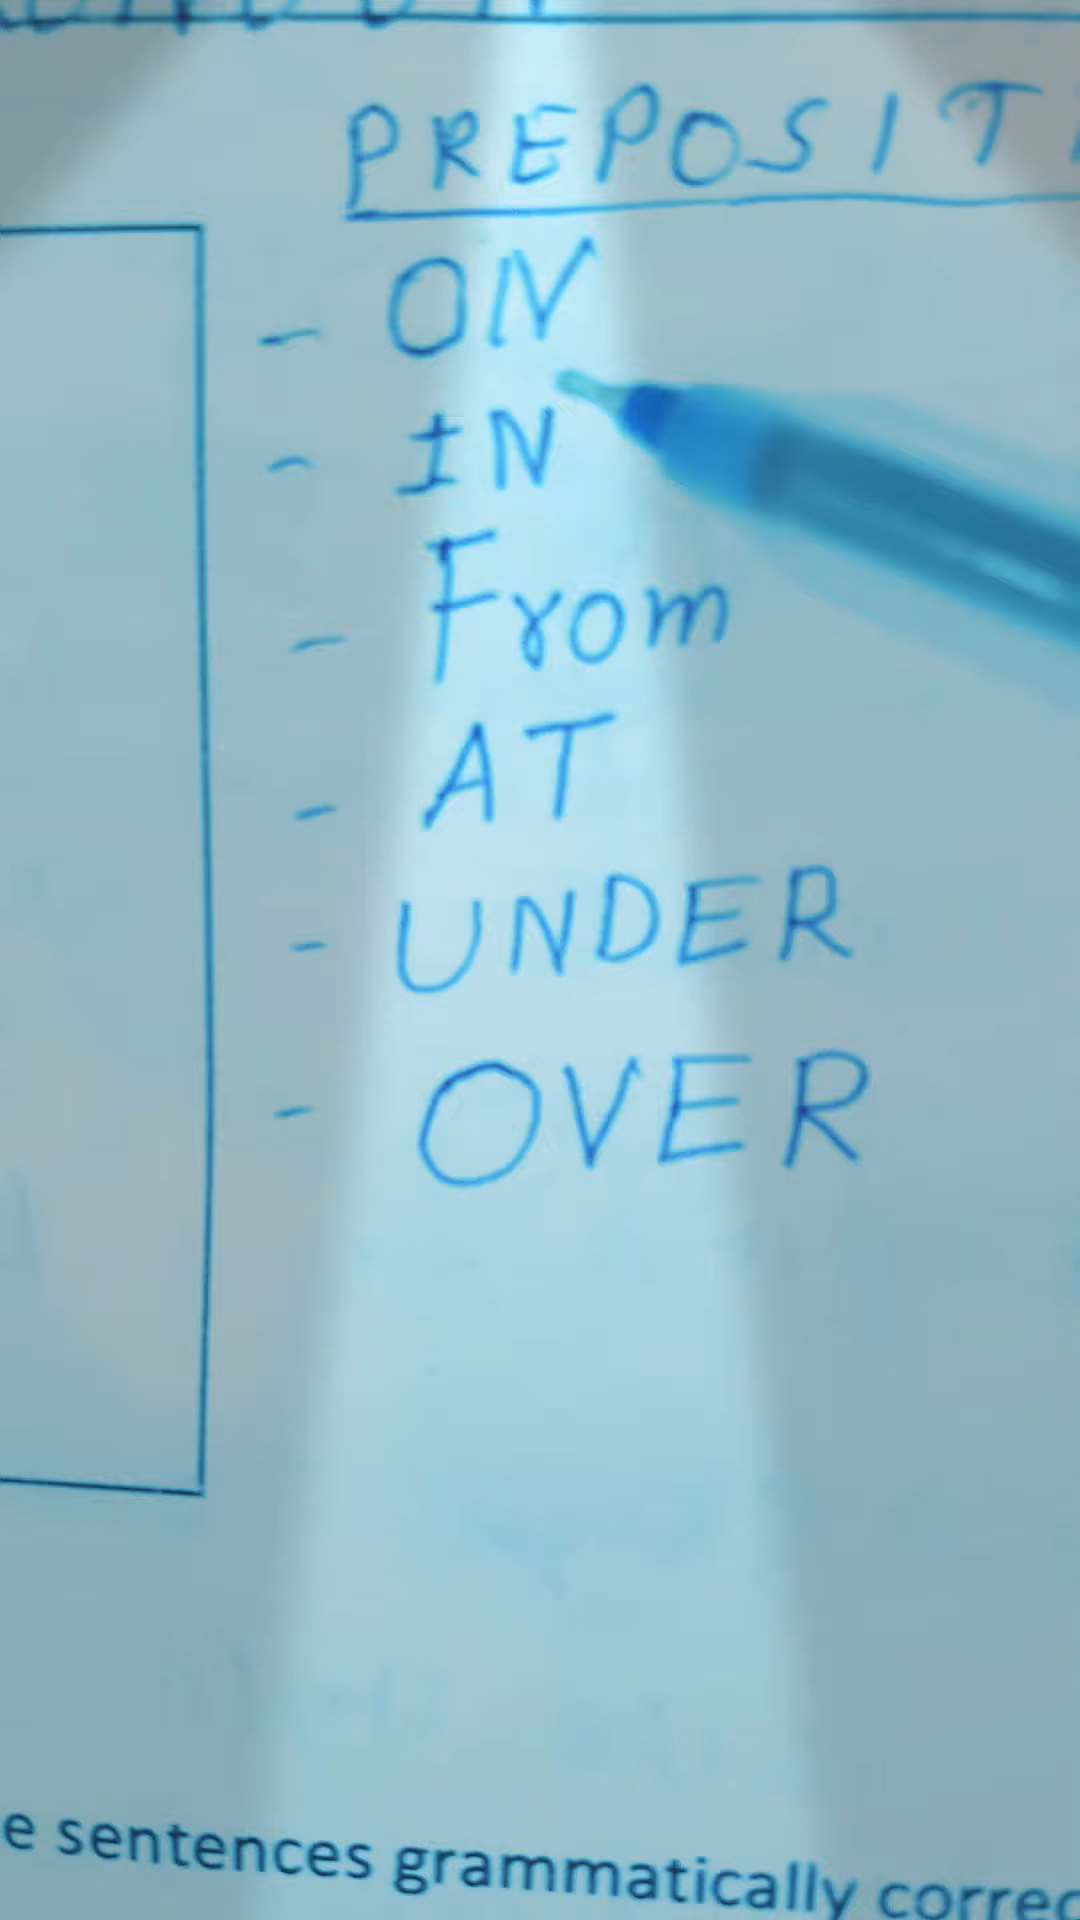 PREPOSIT
- ON
- IN
- From
- AT
- UNDER
- OVER
e sentences grammatically correc